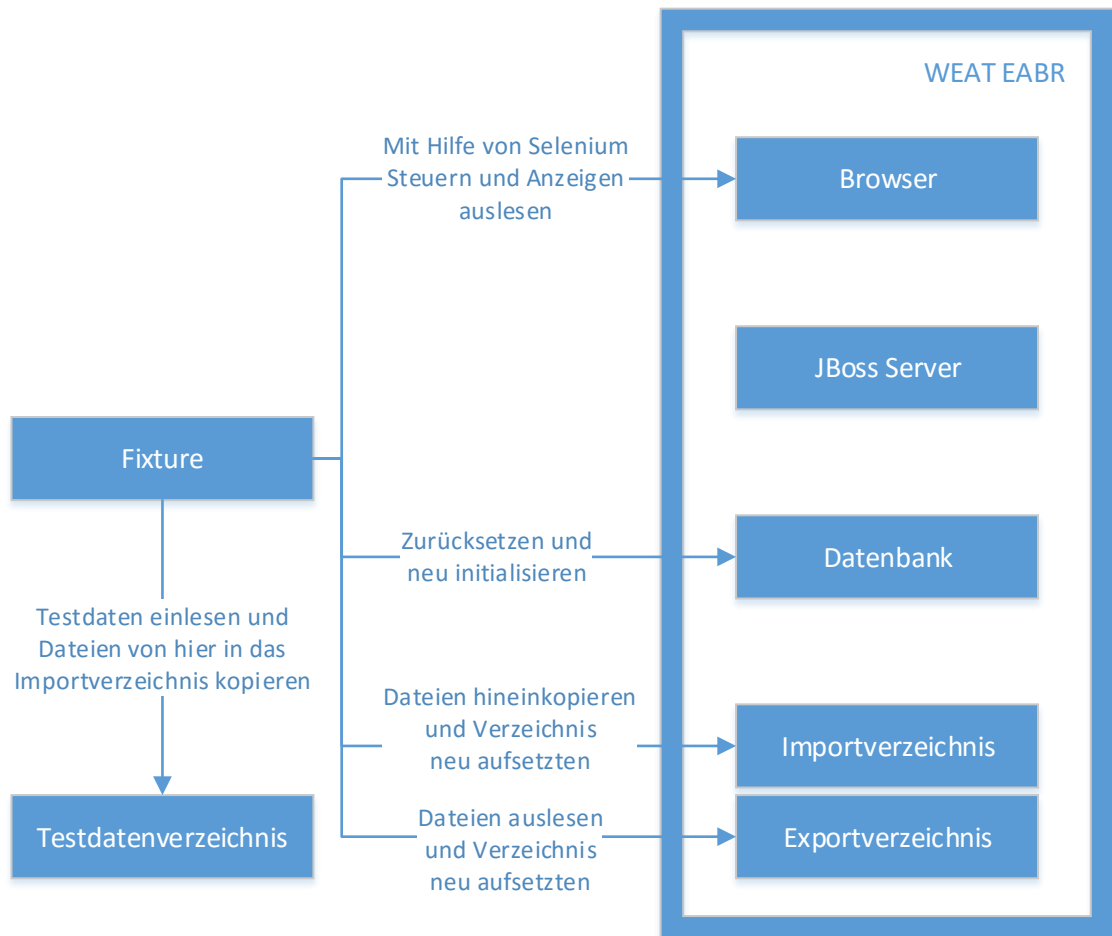 WEAT EABR
Mit Hilfe von Selenium
Steuern und Anzeigen
auslesen
Browser
JBoss Server
Fixture
Zurücksetzen und
neu initialisieren
Datenbank
Testdaten einlesen und
Dateien von hier in das
Importverzeichnis kopieren
Dateien hineinkopieren
und Verzeichnis
neu aufsetzten
Importverzeichnis
Testdatenverzeichnis
Dateien auslesen
und Verzeichnis
neu aufsetzten
Exportverzeichnis